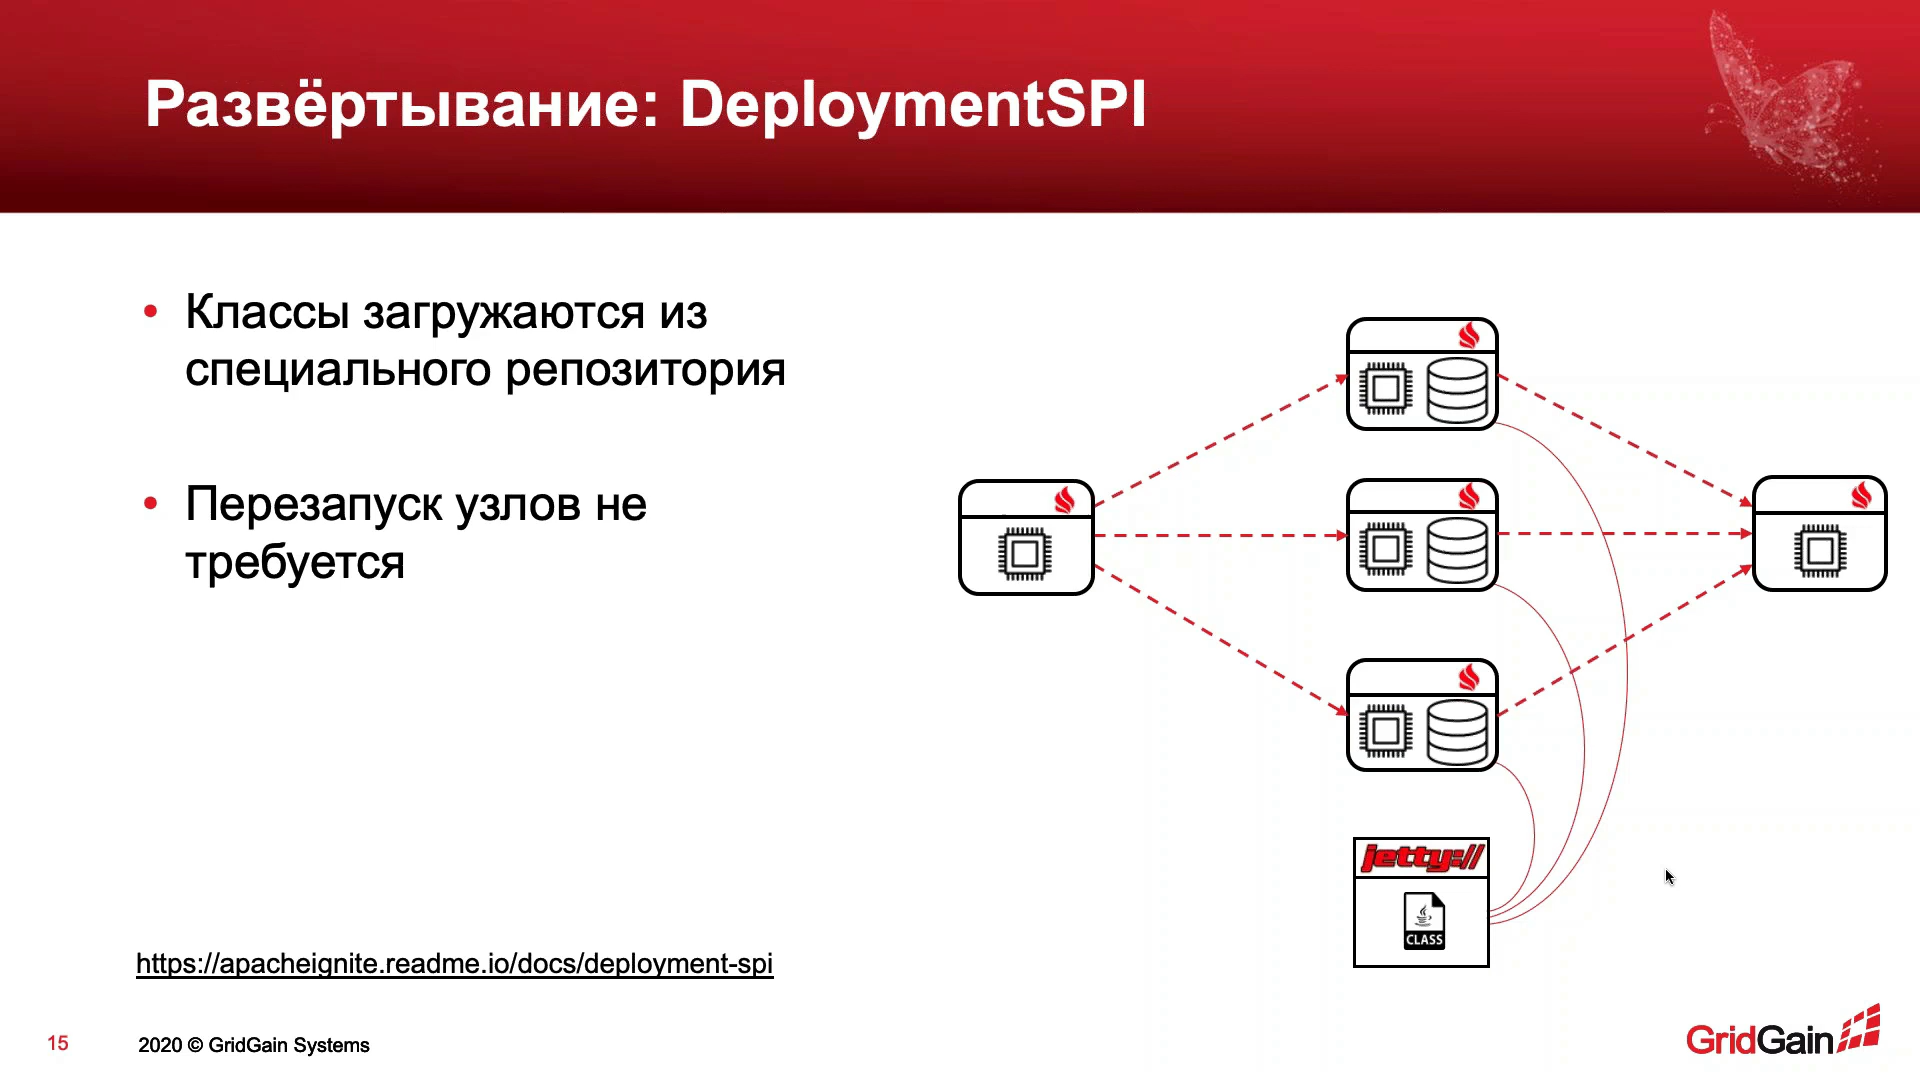 Развёртывание: DeploymentSPI
• Классы загружаются из
специального репозитория
• Перезапуск узлов не
требуется
jetty://
CLASS
https://apacheignite.readme.io/docs/deployment-spi
15
2020 © GridGain Systems
GridGain